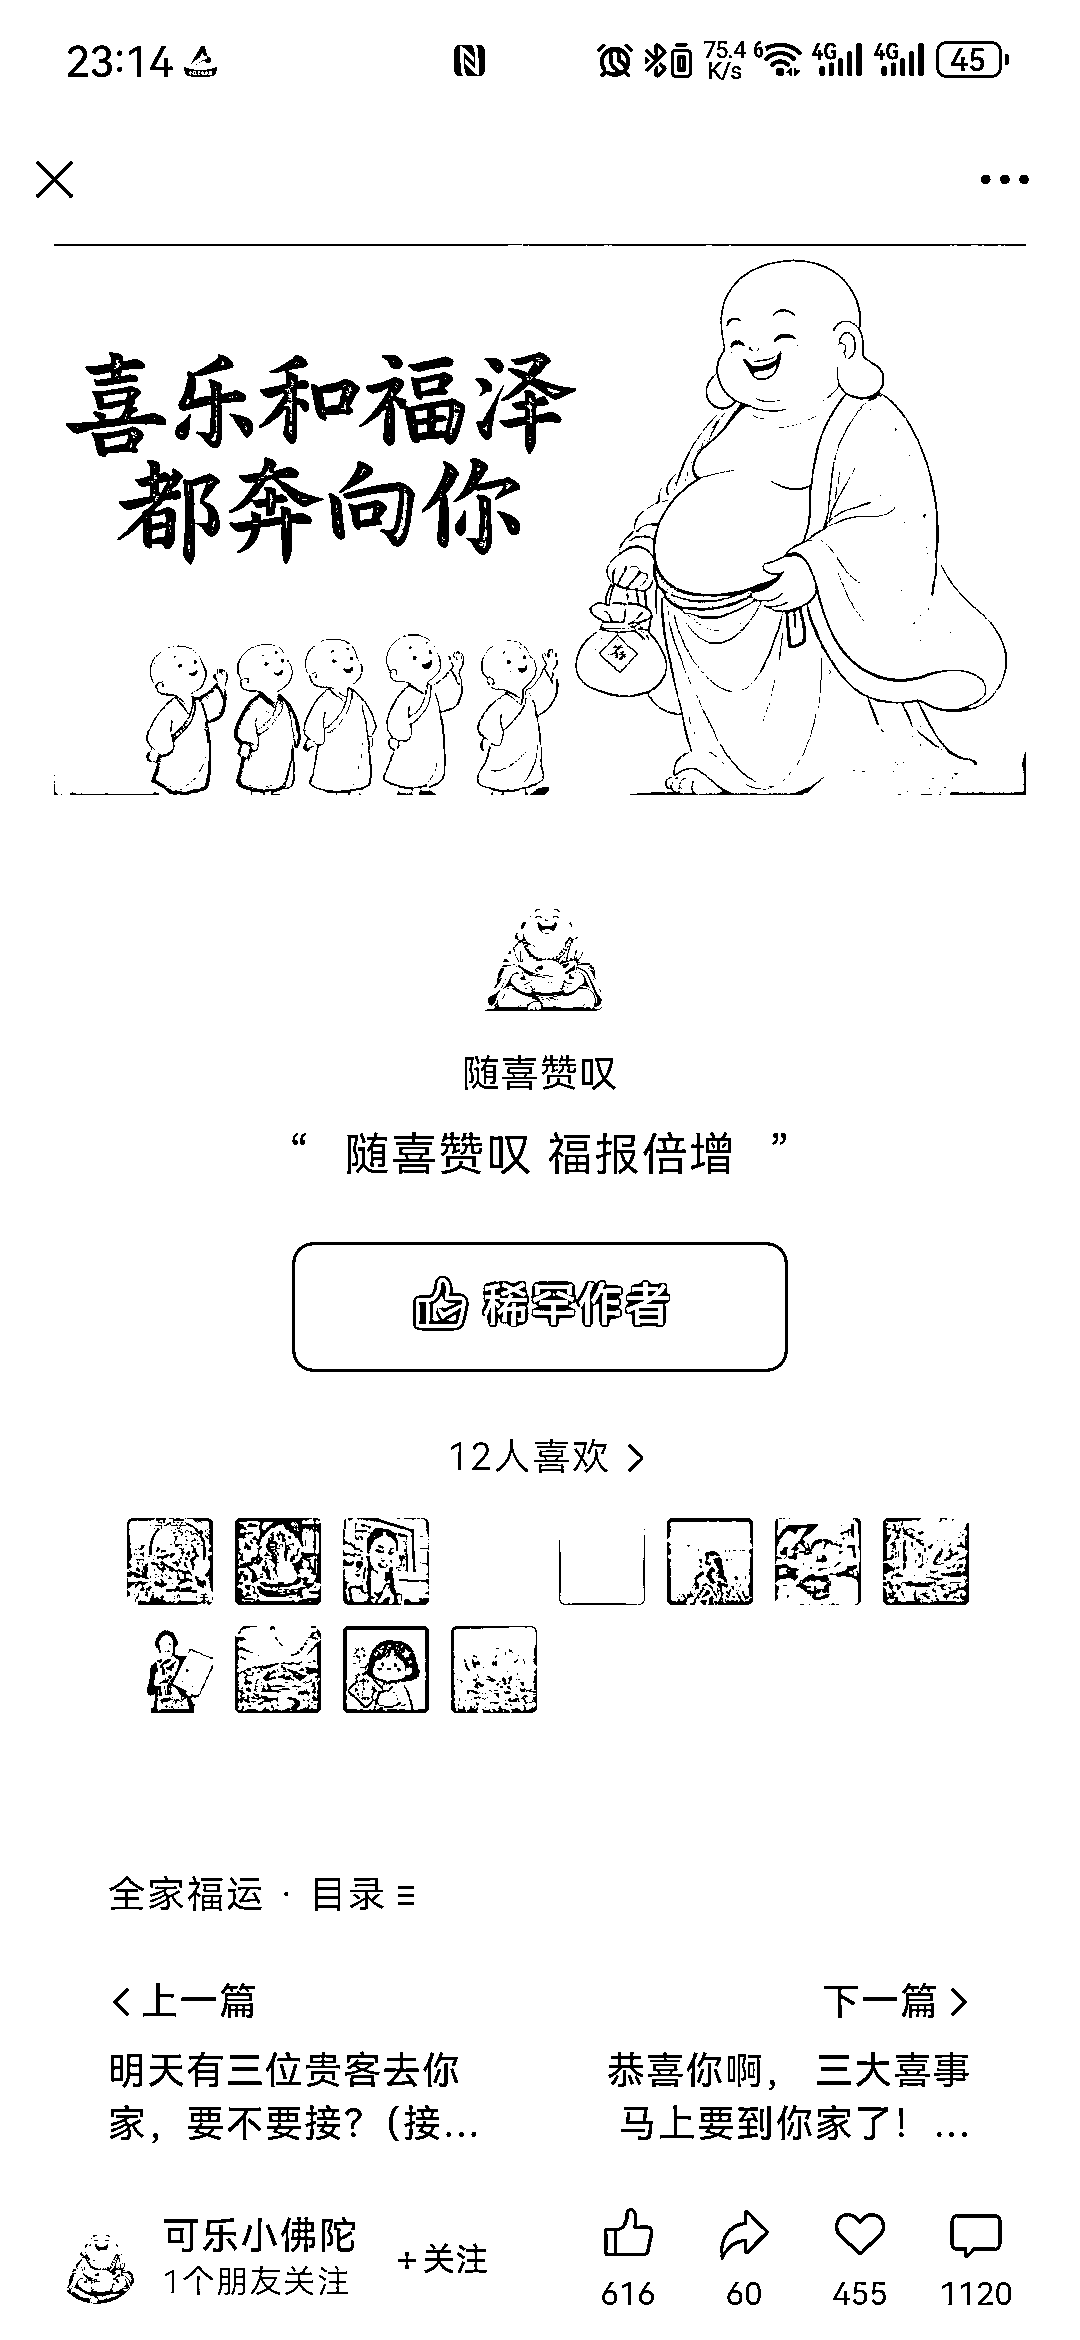 23:14
75.4
K/s
6
4G
4G
45
喜乐和福泽
都奔向你
随喜赞叹
“ 随喜赞叹 福报倍增 ”
稀罕作者
12人喜欢
全家福运 · 目录
上一篇
下一篇
明天有三位贵客去你
家，要不要接？(接...
恭喜你啊， 三大喜事
马上要到你家了！...
可乐小佛陀
1个朋友关注
+关注
616
60
455
1120